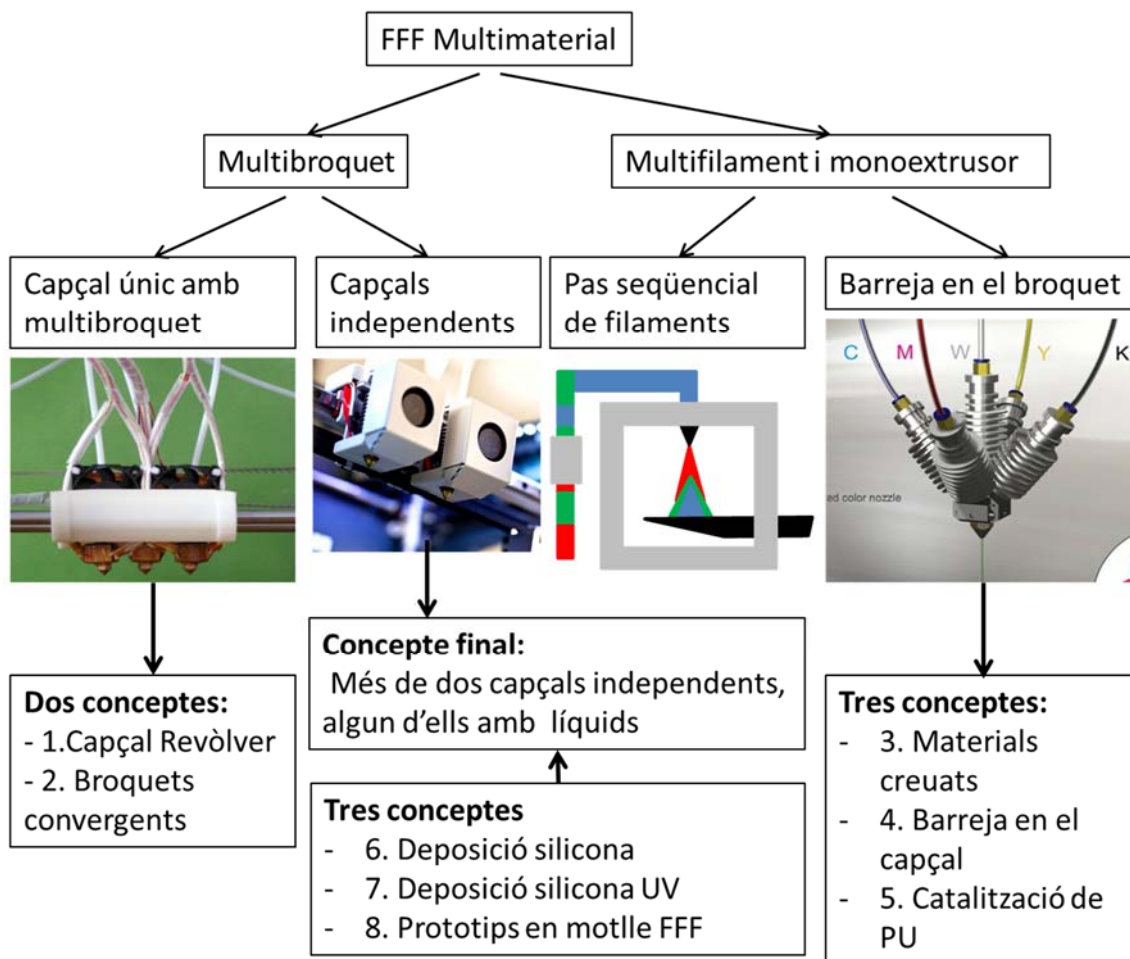 FFF Multimaterial
Multibroquet
Multifilament i monoextrusor
Capçal únic amb
multibroquet
Capçals
independents
Pas seqüencial
de filaments
Barreja en el broquet
C M W Y K
ed color nozzle
Concepte final:
Més de dos capçals independents,
algun d'ells amb líquids
Dos conceptes:
- 1.Capçal Revòlver
- 2. Broquets
convergents
Tres conceptes
- 6. Deposició silicona
- 7. Deposició silicona UV
- 8. Prototips en motlle FFF
Tres conceptes:
- 3. Materials
creuats
- 4. Barreja en el
capçal
- 5. Catalització de
PU